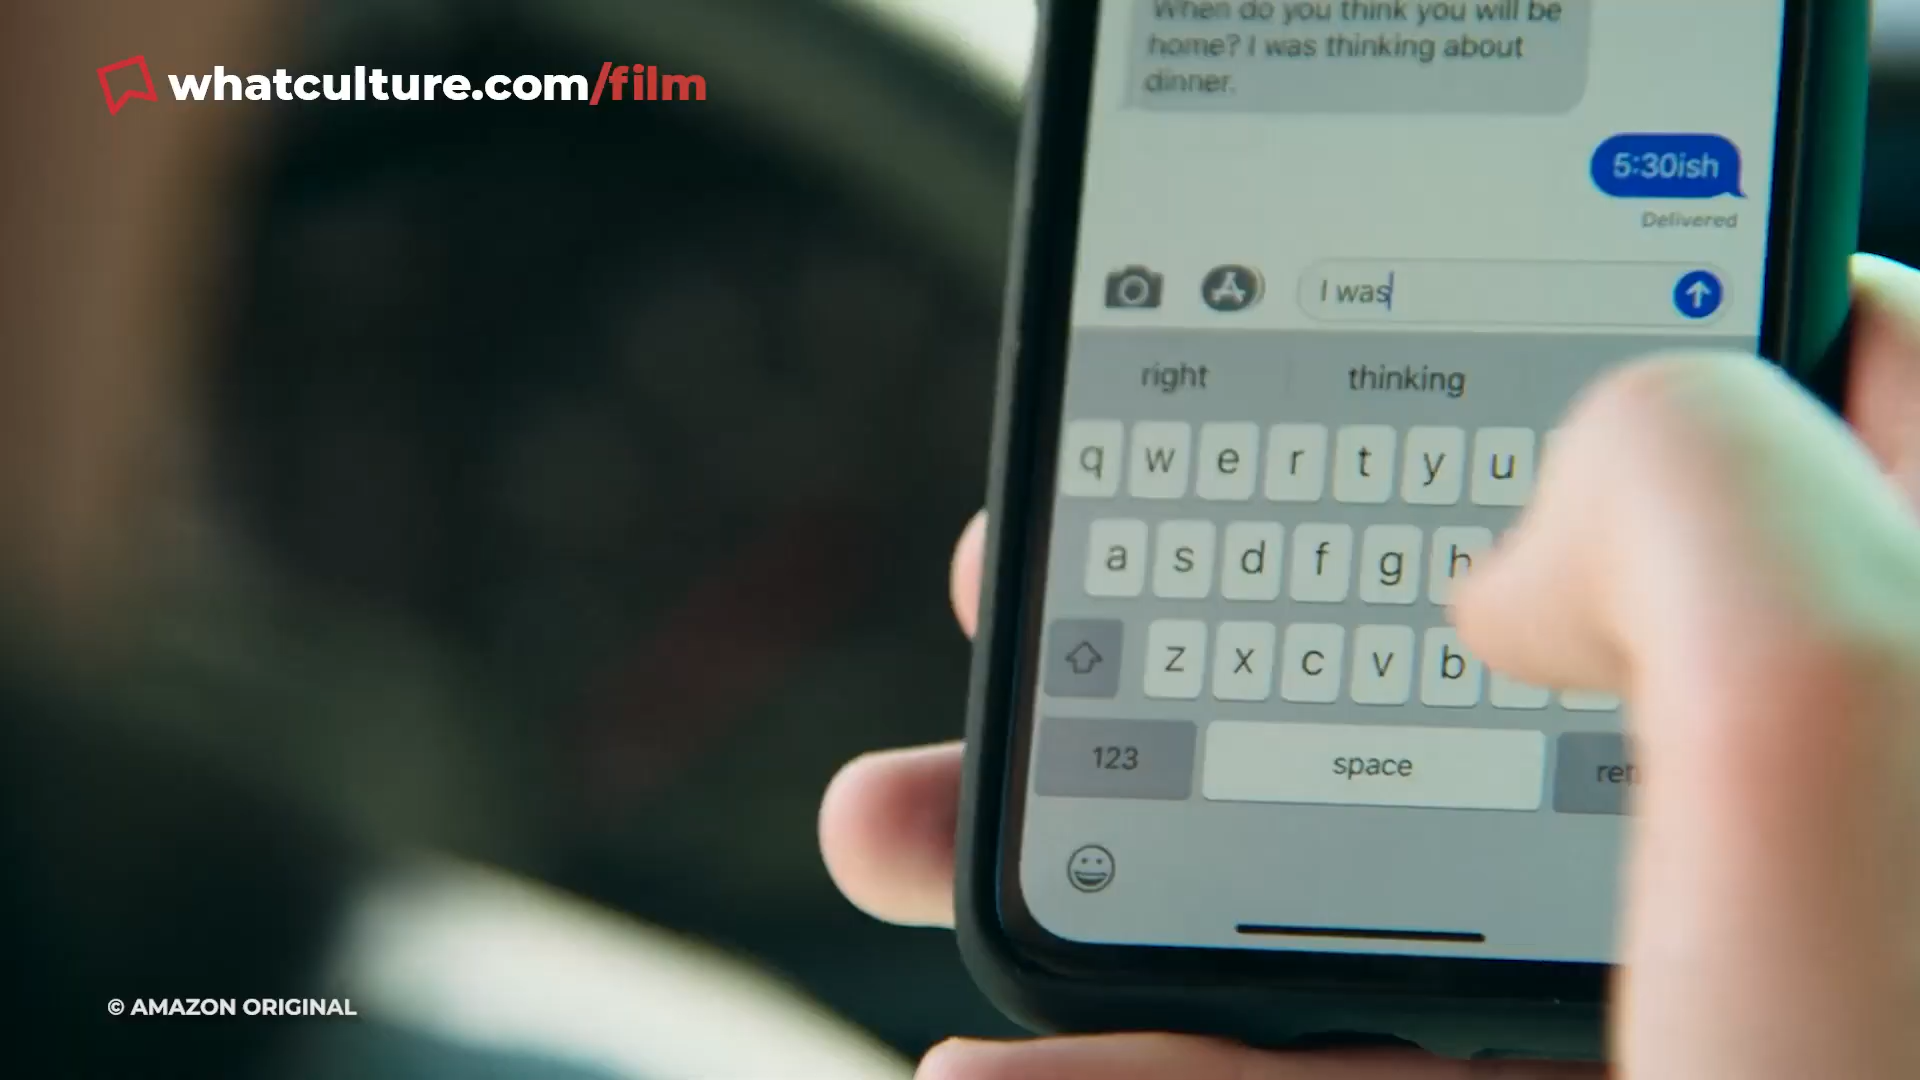 whatculture.com/film
When do you think you will be
home? I was thinking about
dinner.
5:30ish
Delivered
I was
right thinking
q w e r t y u
a s d f g h
z x c v b
123 space ret
© AMAZON ORIGINAL